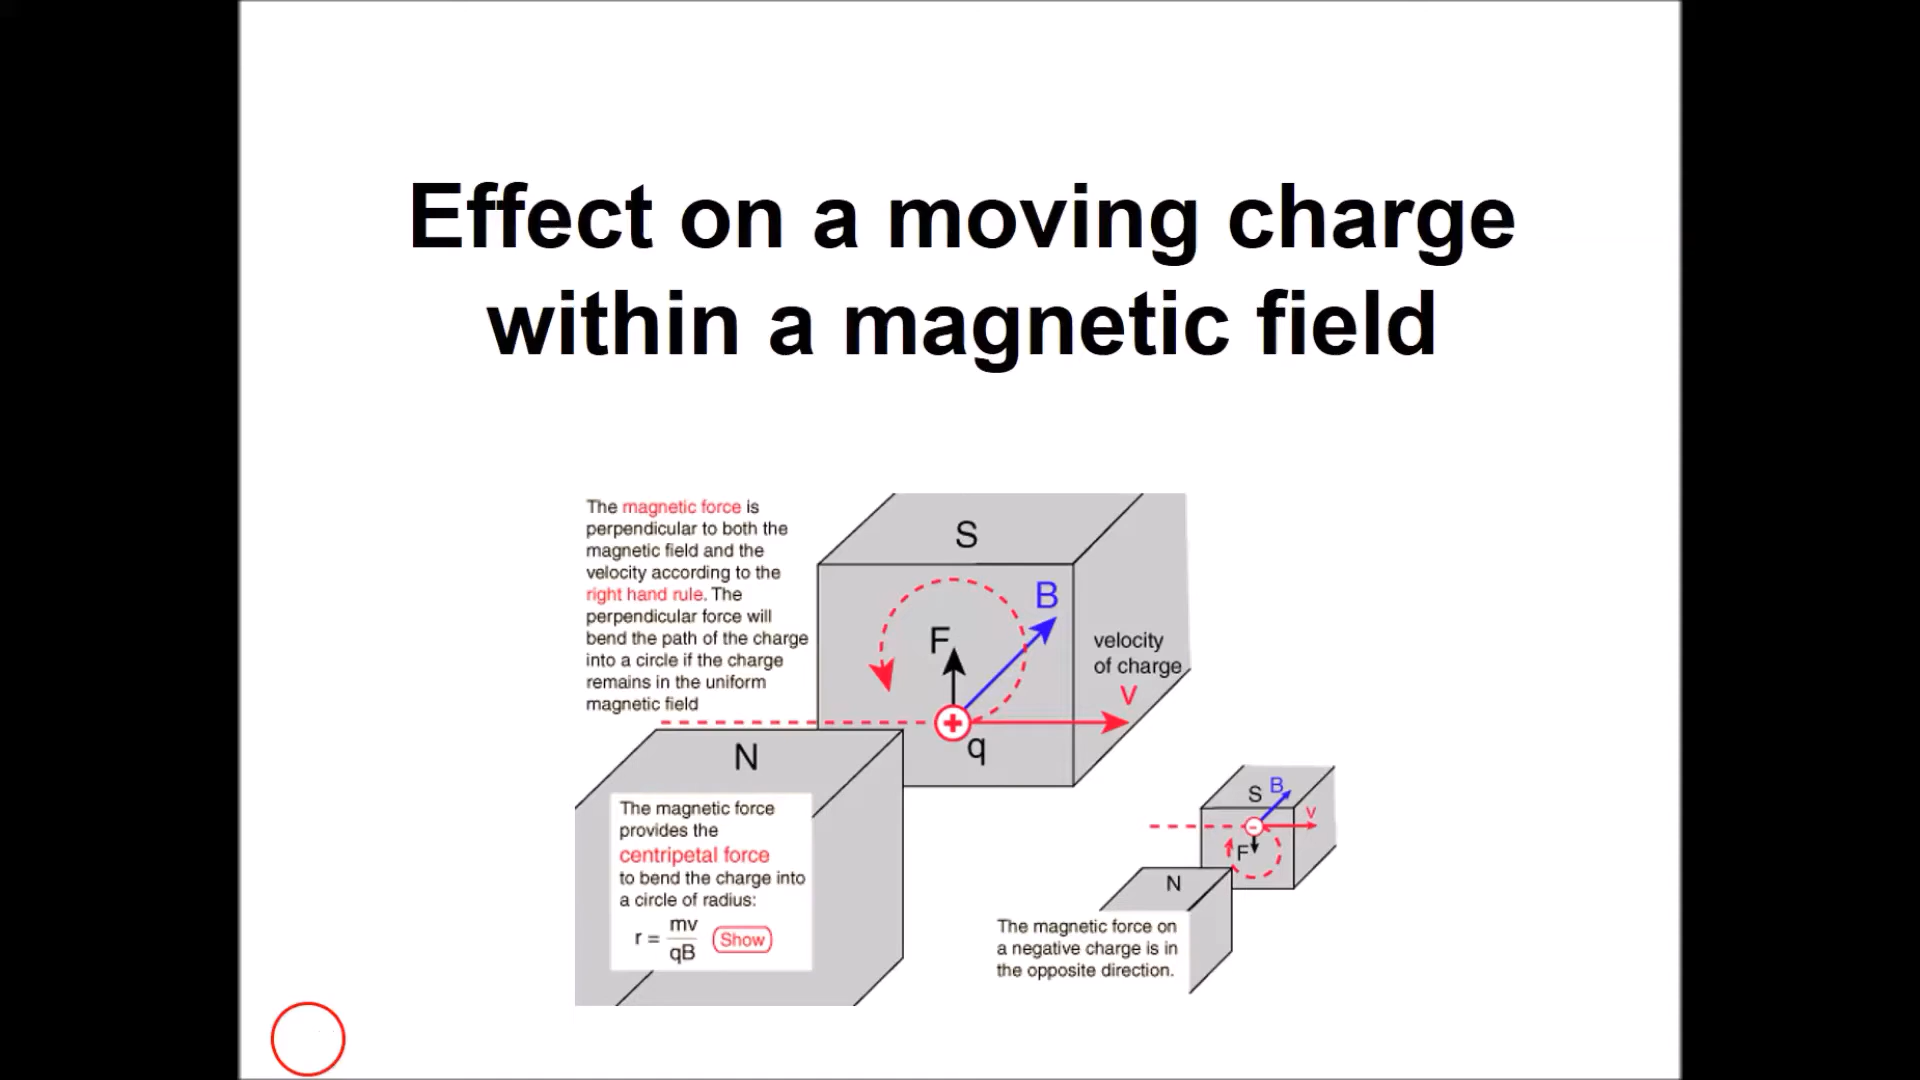 Effect on a moving charge
within a magnetic field
The magnetic force is
perpendicular to both the
magnetic field and the
velocity according to the
right hand rule. The
perpendicular force will
bend the path of the charge
into a circle if the charge
remains in the uniform
magnetic field
S
B
F
velocity
of charge
v
+
q
N
The magnetic force
provides the
centripetal force
to bend the charge into
a circle of radius:
r = mv/qB Show
S B
v
-
F
N
The magnetic force on
a negative charge is in
the opposite direction.